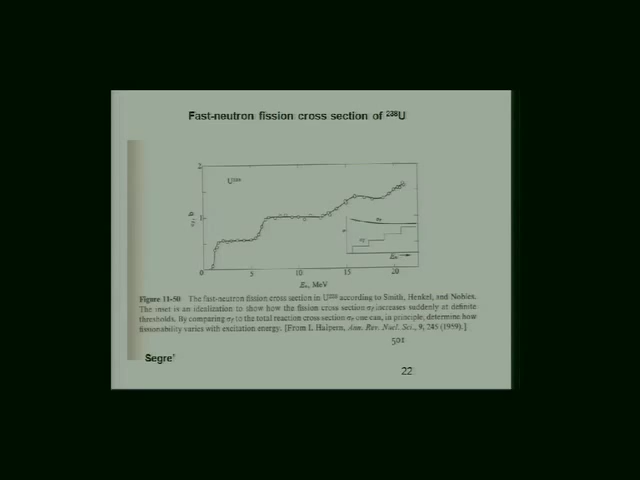 Fast-neutron fission cross section of ²³⁸U
2
U²³⁸
σF, b
1
σR
σF
σ
Eₙ
0
5
10
15
20
Eₙ, MeV
Figure 11-50 The fast-neutron fission cross section in U²³⁸ according to Smith, Henkel, and Nobles.
The inset is an idealization to show how the fission cross section σF increases suddenly at definite
thresholds. By comparing σF to the total reaction cross section σR one can, in principle, determine how
fissionability varies with excitation energy. [From I. Halpern, Ann. Rev. Nucl. Sci., 9, 245 (1959).]
501
Segre'
22